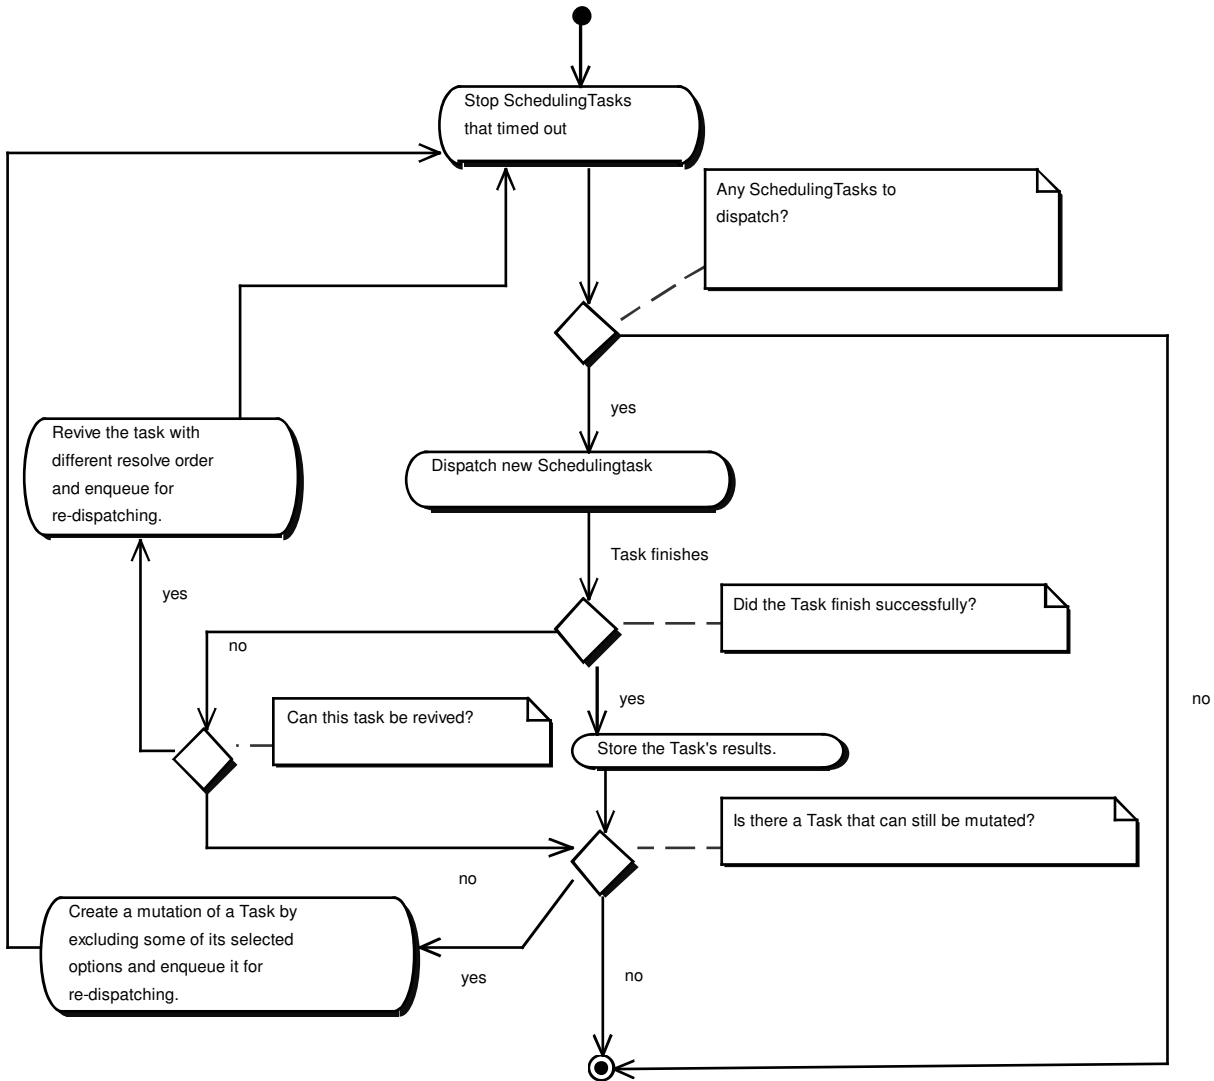 Stop SchedulingTasks
that timed out
Any SchedulingTasks to
dispatch?
yes
Revive the task with
different resolve order
and enqueue for
re-dispatching.
Dispatch new Schedulingtask
Task finishes
yes
Did the Task finish successfully?
no
yes
no
Can this task be revived?
Store the Task's results.
Is there a Task that can still be mutated?
no
Create a mutation of a Task by
excluding some of its selected
options and enqueue it for
re-dispatching.
yes
no